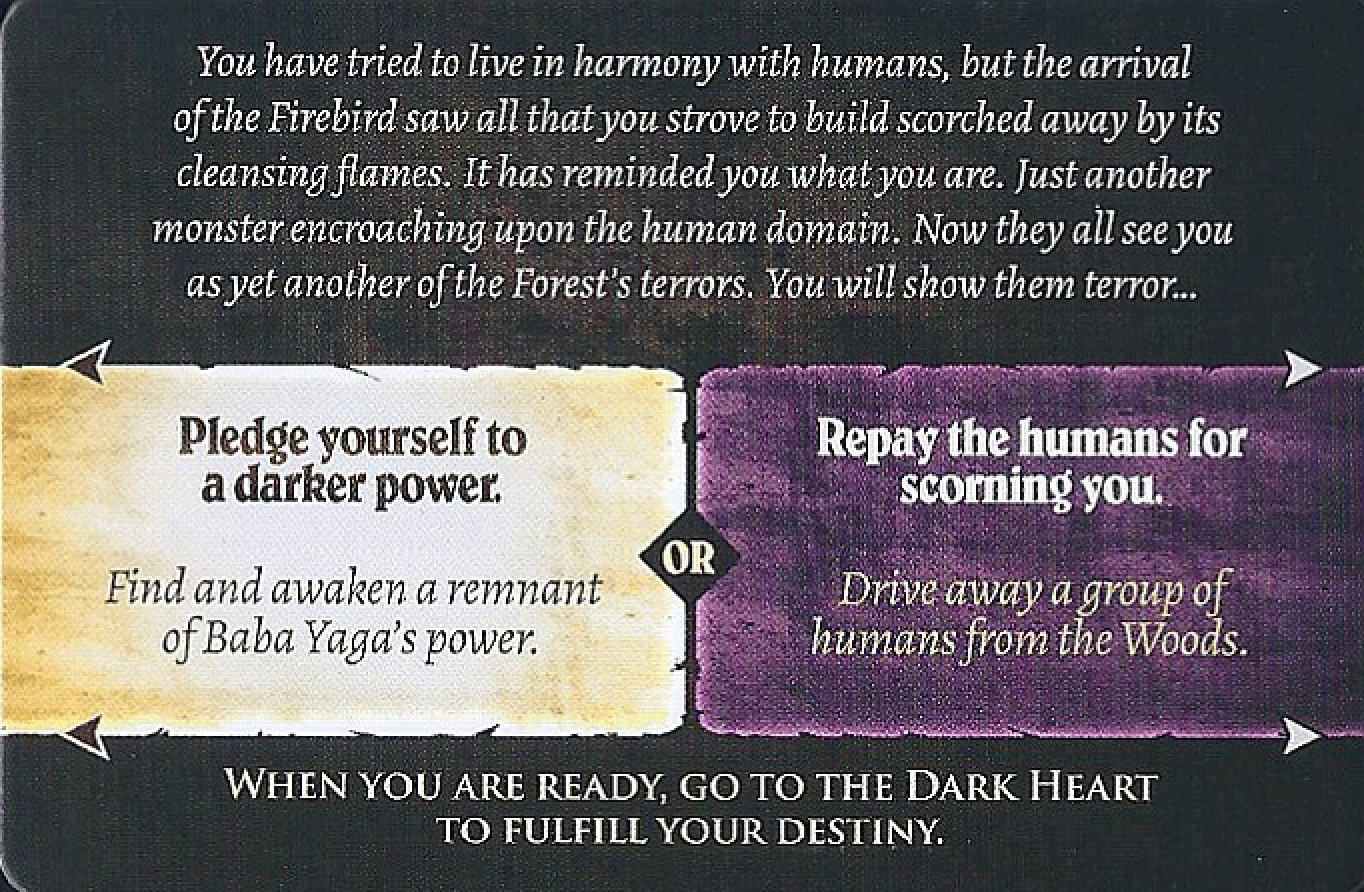 You have tried to live in harmony with humans, but the arrival
of the Firebird saw all that you strove to build scorched away by its
cleansing flames. It has reminded you what you are. Just another
monster encroaching upon the human domain. Now they all see you
as yet another of the Forest's terrors. You will show them terror...
Pledge yourself to
a darker power.
Find and awaken a remnant
of Baba Yaga's power.
OR
Repay the humans for
scorning you.
Drive away a group of
humans from the Woods.
WHEN YOU ARE READY, GO TO THE DARK HEART
TO FULFILL YOUR DESTINY.